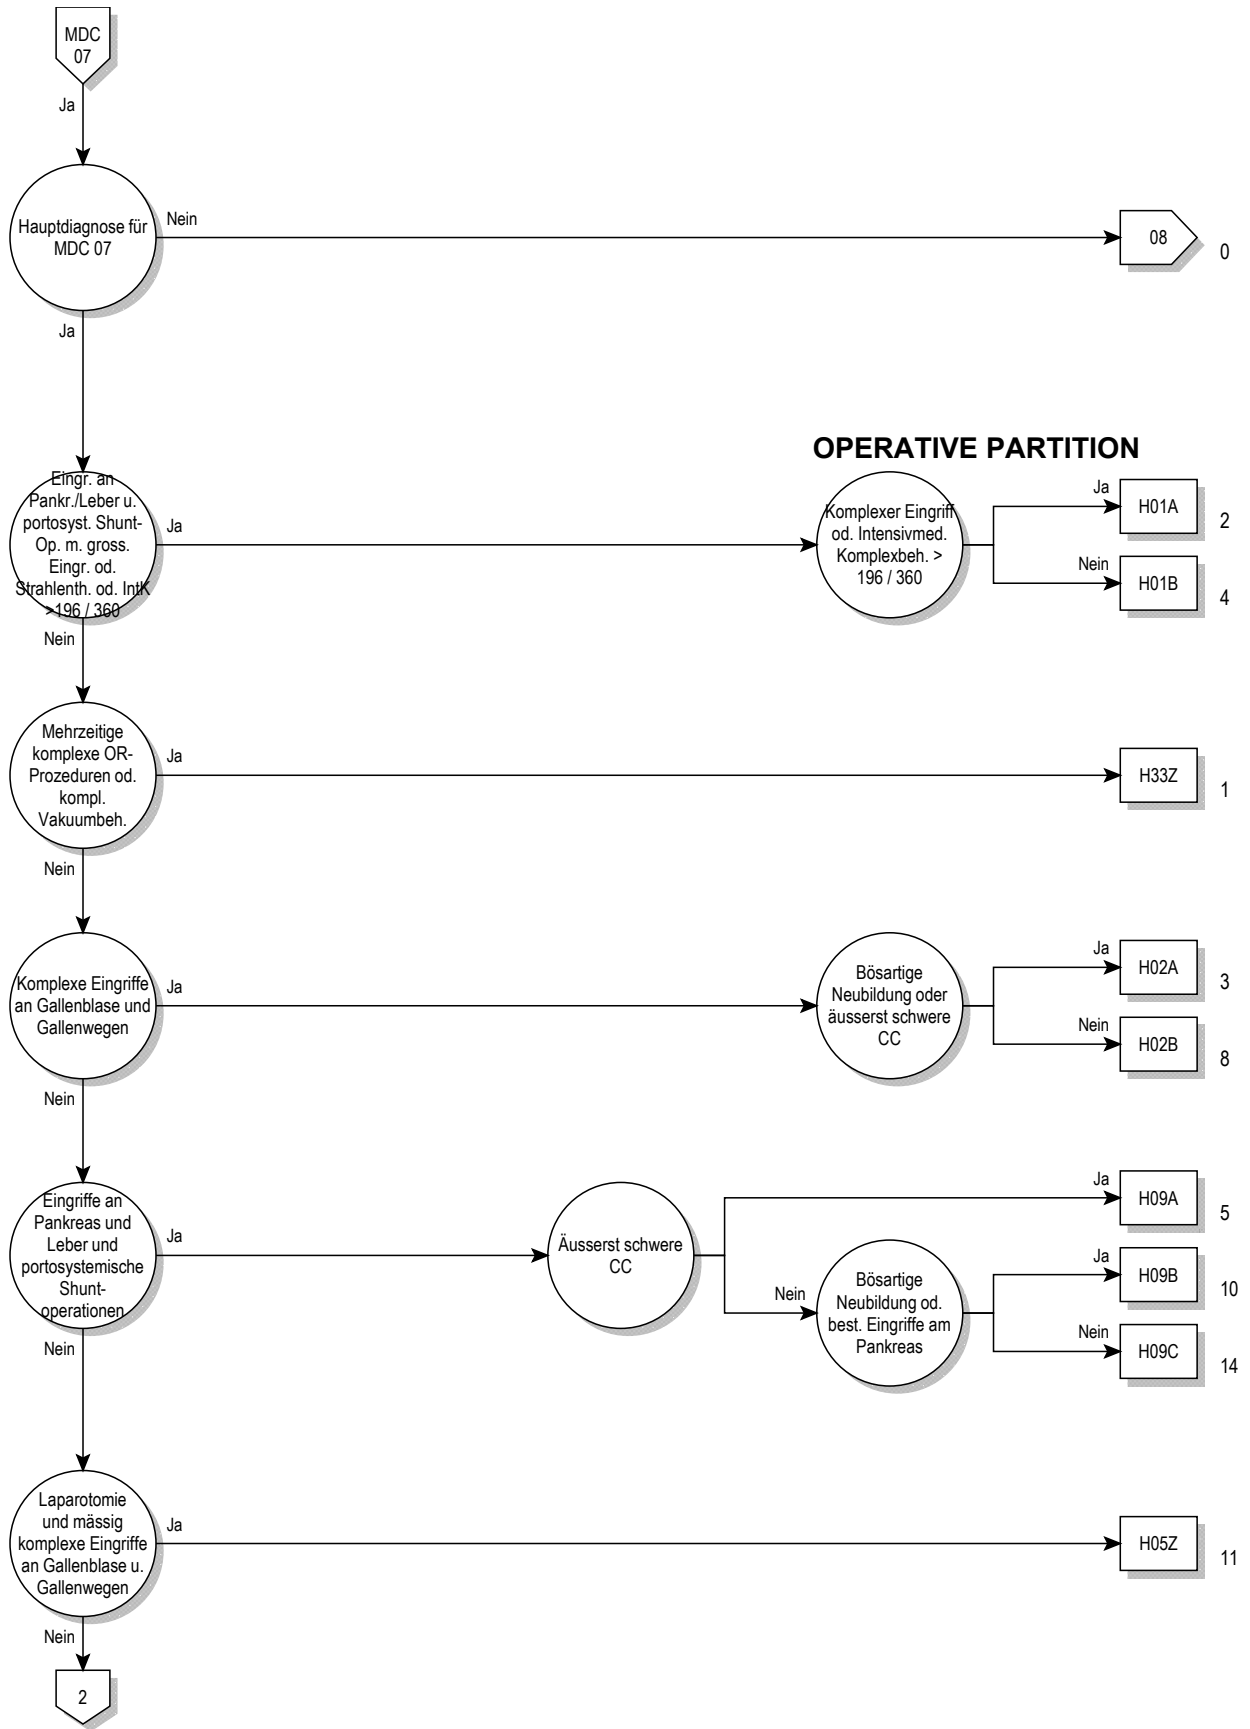 MDC
07
Ja
Hauptdiagnose für
MDC 07
Nein
08
0
Ja
OPERATIVE PARTITION
Eingr. an
Pankr./Leber u.
portosyst. Shunt-
Op. m. gross.
Eingr. od.
Strahlenth. od. IntK
>196 / 360
Ja
Komplexer Eingriff
od. Intensivmed.
Komplexbeh. >
196 / 360
Ja
H01A
2
Nein
H01B
4
Nein
Mehrzeitige
komplexe OR-
Prozeduren od.
kompl.
Vakuumbeh.
Ja
H33Z
1
Nein
Komplexe Eingriffe
an Gallenblase und
Gallenwegen
Ja
Bösartige
Neubildung oder
äusserst schwere
CC
Ja
H02A
3
Nein
H02B
8
Nein
Eingriffe an
Pankreas und
Leber und
portosystemische
Shunt-
operationen
Ja
Äusserst schwere
CC
Ja
H09A
5
Nein
Bösartige
Neubildung od.
best. Eingriffe am
Pankreas
Ja
H09B
10
Nein
H09C
14
Nein
Laparotomie
und mässig
komplexe Eingriffe
an Gallenblase u.
Gallenwegen
Ja
H05Z
11
Nein
2